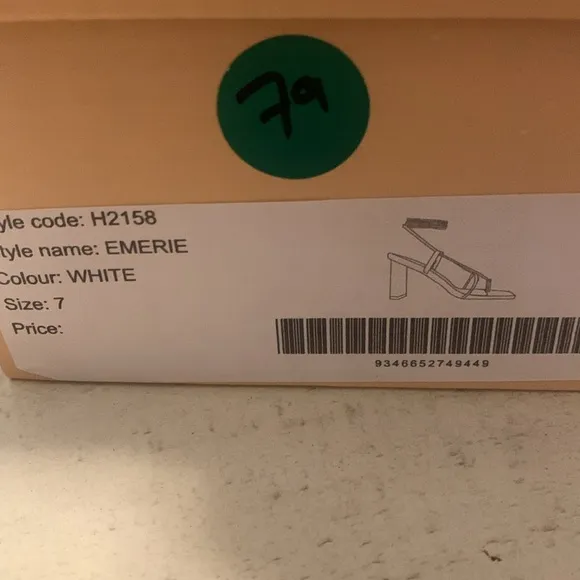 79
yle code: H2158
tyle name: EMERIE
Colour: WHITE
Size: 7
Price:
9346652749449